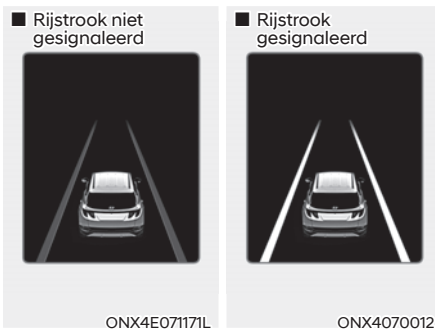 ■ Rijstrook niet
gesignaleerd
ONX4E071171L
■ Rijstrook
gesignaleerd
ONX4070012